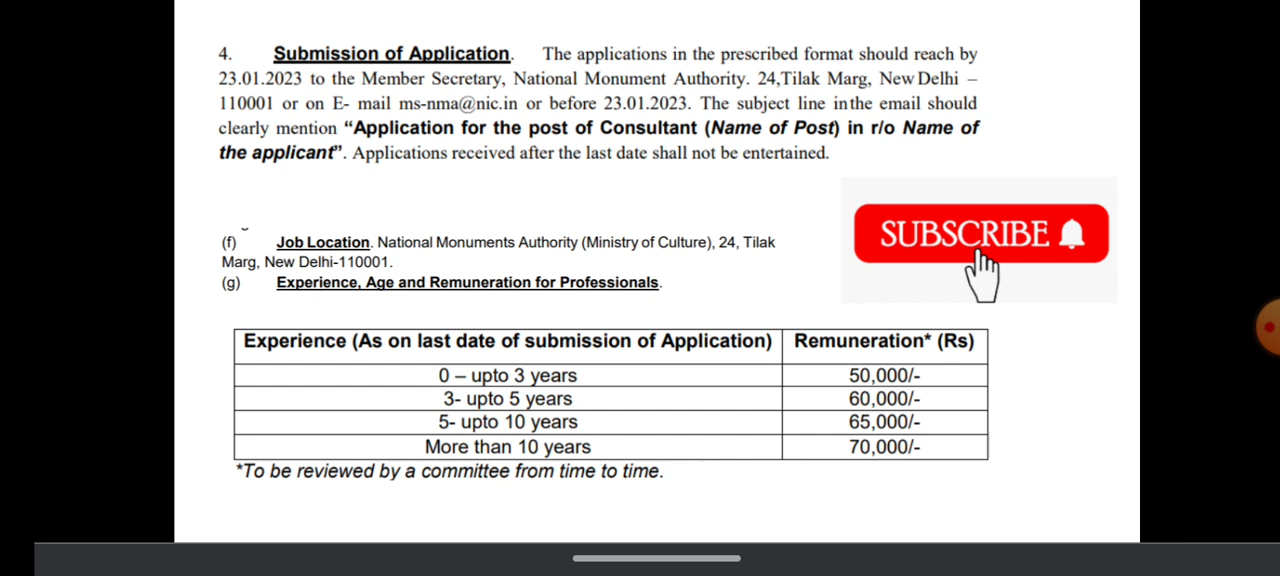 4. Submission of Application. The applications in the prescribed format should reach by
23.01.2023 to the Member Secretary, National Monument Authority. 24,Tilak Marg, New Delhi –
110001 or on E- mail ms-nma@nic.in or before 23.01.2023. The subject line in the email should
clearly mention “Application for the post of Consultant (Name of Post) in r/o Name of
the applicant”. Applications received after the last date shall not be entertained.
SUBSCRIBE
(f) Job Location. National Monuments Authority (Ministry of Culture), 24, Tilak
Marg, New Delhi-110001.
(g) Experience, Age and Remuneration for Professionals.
Experience (As on last date of submission of Application) Remuneration* (Rs)
0 – upto 3 years 50,000/-
3- upto 5 years 60,000/-
5- upto 10 years 65,000/-
More than 10 years 70,000/-
*To be reviewed by a committee from time to time.